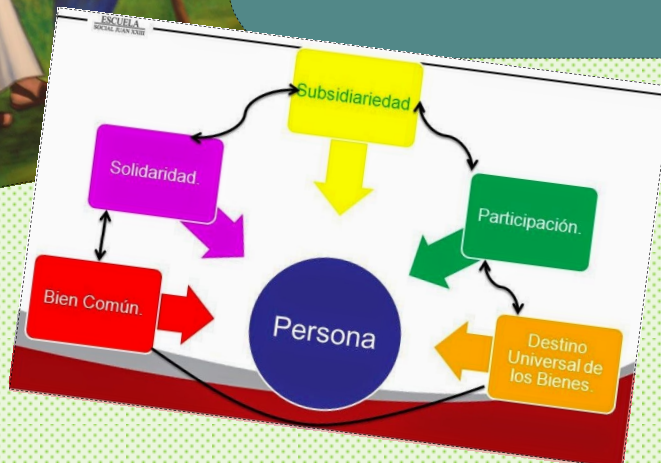 ESCUELA
SOCIAL JUAN XXIII
Subsidiariedad
Solidaridad.
Participación.
Bien Común.
Persona
Destino
Universal de
los Bienes.